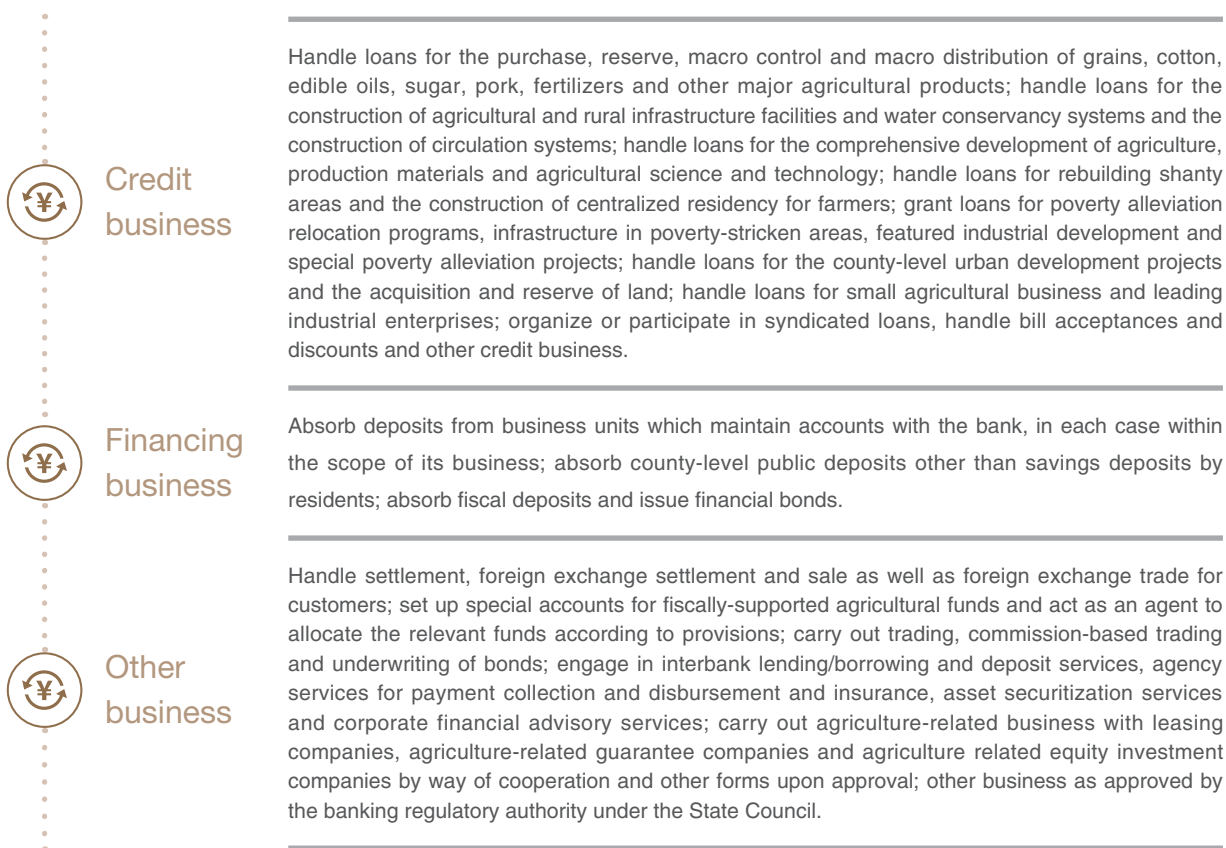 Credit
business
Handle loans for the purchase, reserve, macro control and macro distribution of grains, cotton,
edible oils, sugar, pork, fertilizers and other major agricultural products; handle loans for the
construction of agricultural and rural infrastructure facilities and water conservancy systems and the
construction of circulation systems; handle loans for the comprehensive development of agriculture,
production materials and agricultural science and technology; handle loans for rebuilding shanty
areas and the construction of centralized residency for farmers; grant loans for poverty alleviation
relocation programs, infrastructure in poverty-stricken areas, featured industrial development and
special poverty alleviation projects; handle loans for the county-level urban development projects
and the acquisition and reserve of land; handle loans for small agricultural business and leading
industrial enterprises; organize or participate in syndicated loans, handle bill acceptances and
discounts and other credit business.
Financing
business
Absorb deposits from business units which maintain accounts with the bank, in each case within
the scope of its business; absorb county-level public deposits other than savings deposits by
residents; absorb fiscal deposits and issue financial bonds.
Other
business
Handle settlement, foreign exchange settlement and sale as well as foreign exchange trade for
customers; set up special accounts for fiscally-supported agricultural funds and act as an agent to
allocate the relevant funds according to provisions; carry out trading, commission-based trading
and underwriting of bonds; engage in interbank lending/borrowing and deposit services, agency
services for payment collection and disbursement and insurance, asset securitization services
and corporate financial advisory services; carry out agriculture-related business with leasing
companies, agriculture-related guarantee companies and agriculture related equity investment
companies by way of cooperation and other forms upon approval; other business as approved by
the banking regulatory authority under the State Council.